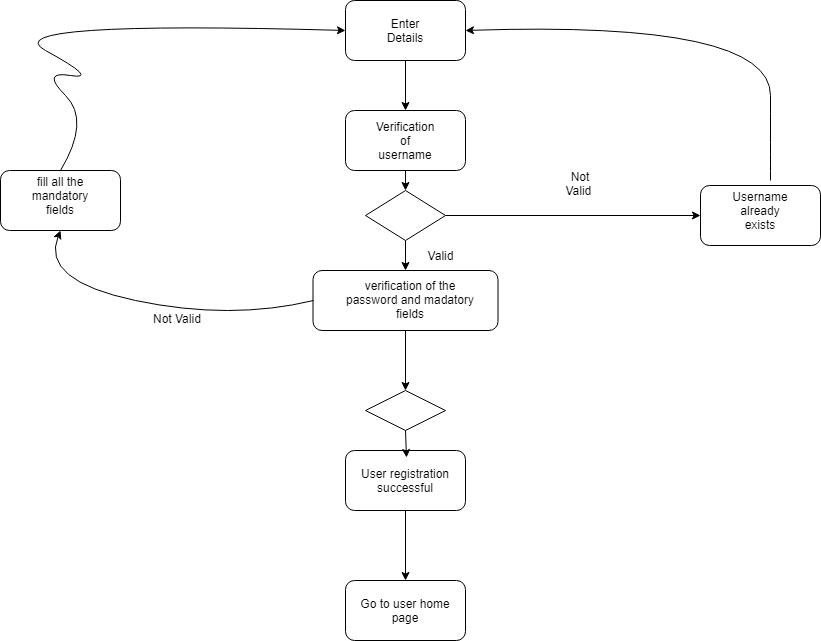 Enter
Details
Verification
of
username
fill all the
mandatory
fields
Not
Valid
Username
already
exists
Valid
verification of the
password and madatory
fields
Not Valid
User registration
successful
Go to user home
page